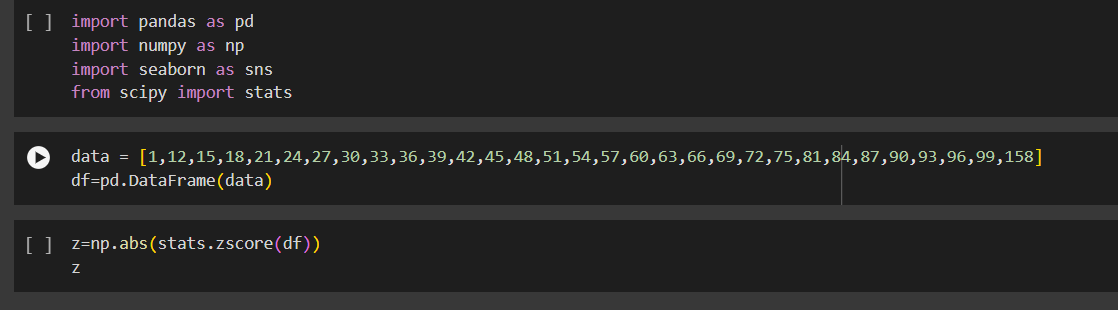 [ ] import pandas as pd
import numpy as np
import seaborn as sns
from scipy import stats
data = [1,12,15,18,21,24,27,30,33,36,39,42,45,48,51,54,57,60,63,66,69,72,75,81,84,87,90,93,96,99,158]
df=pd.DataFrame(data)
[ ] z=np.abs(stats.zscore(df))
z